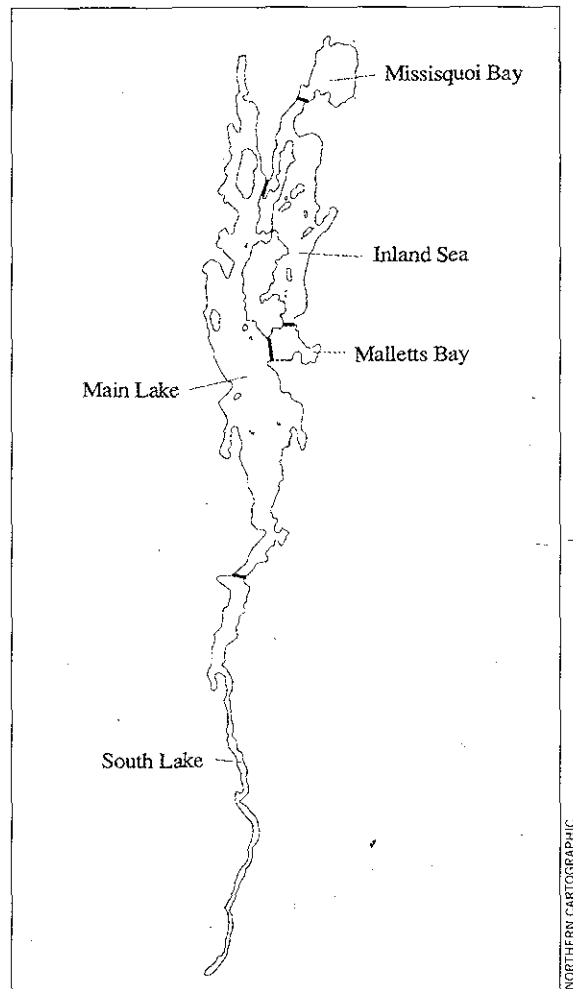 Missisquoi Bay
Inland Sea
Malletts Bay
Main Lake
South Lake
NORTHERN CARTOGRAPHIC